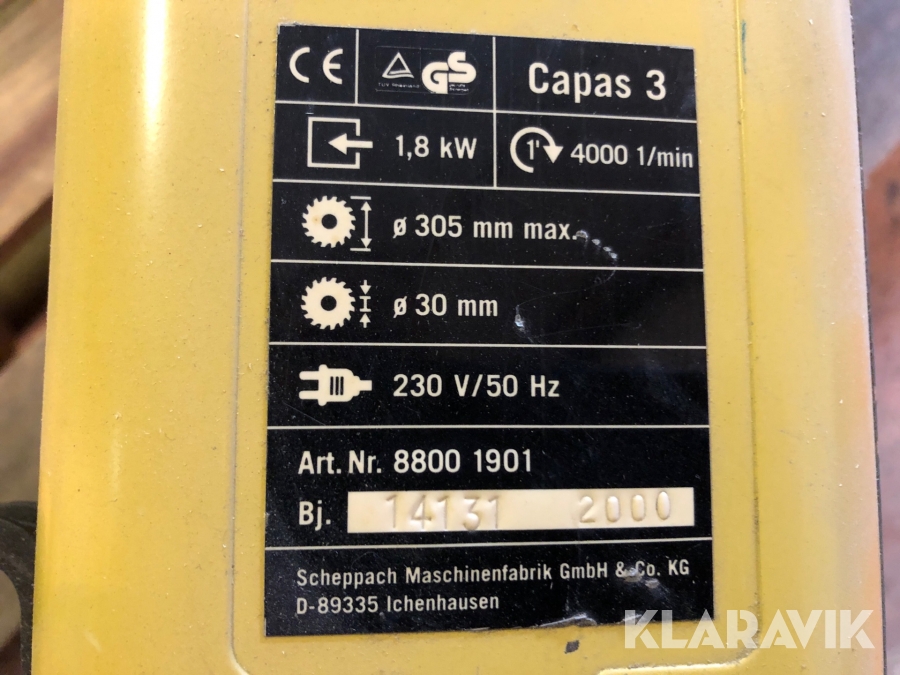 CE
GS
Capas 3
1,8 kW
1' 4000 1/min
ø 305 mm max.
ø 30 mm
230 V/50 Hz
Art. Nr. 8800 1901
Bj. 14131 2000
Scheppach Maschinenfabrik GmbH & Co. KG
D-89335 Ichenhausen
KLARAVIK